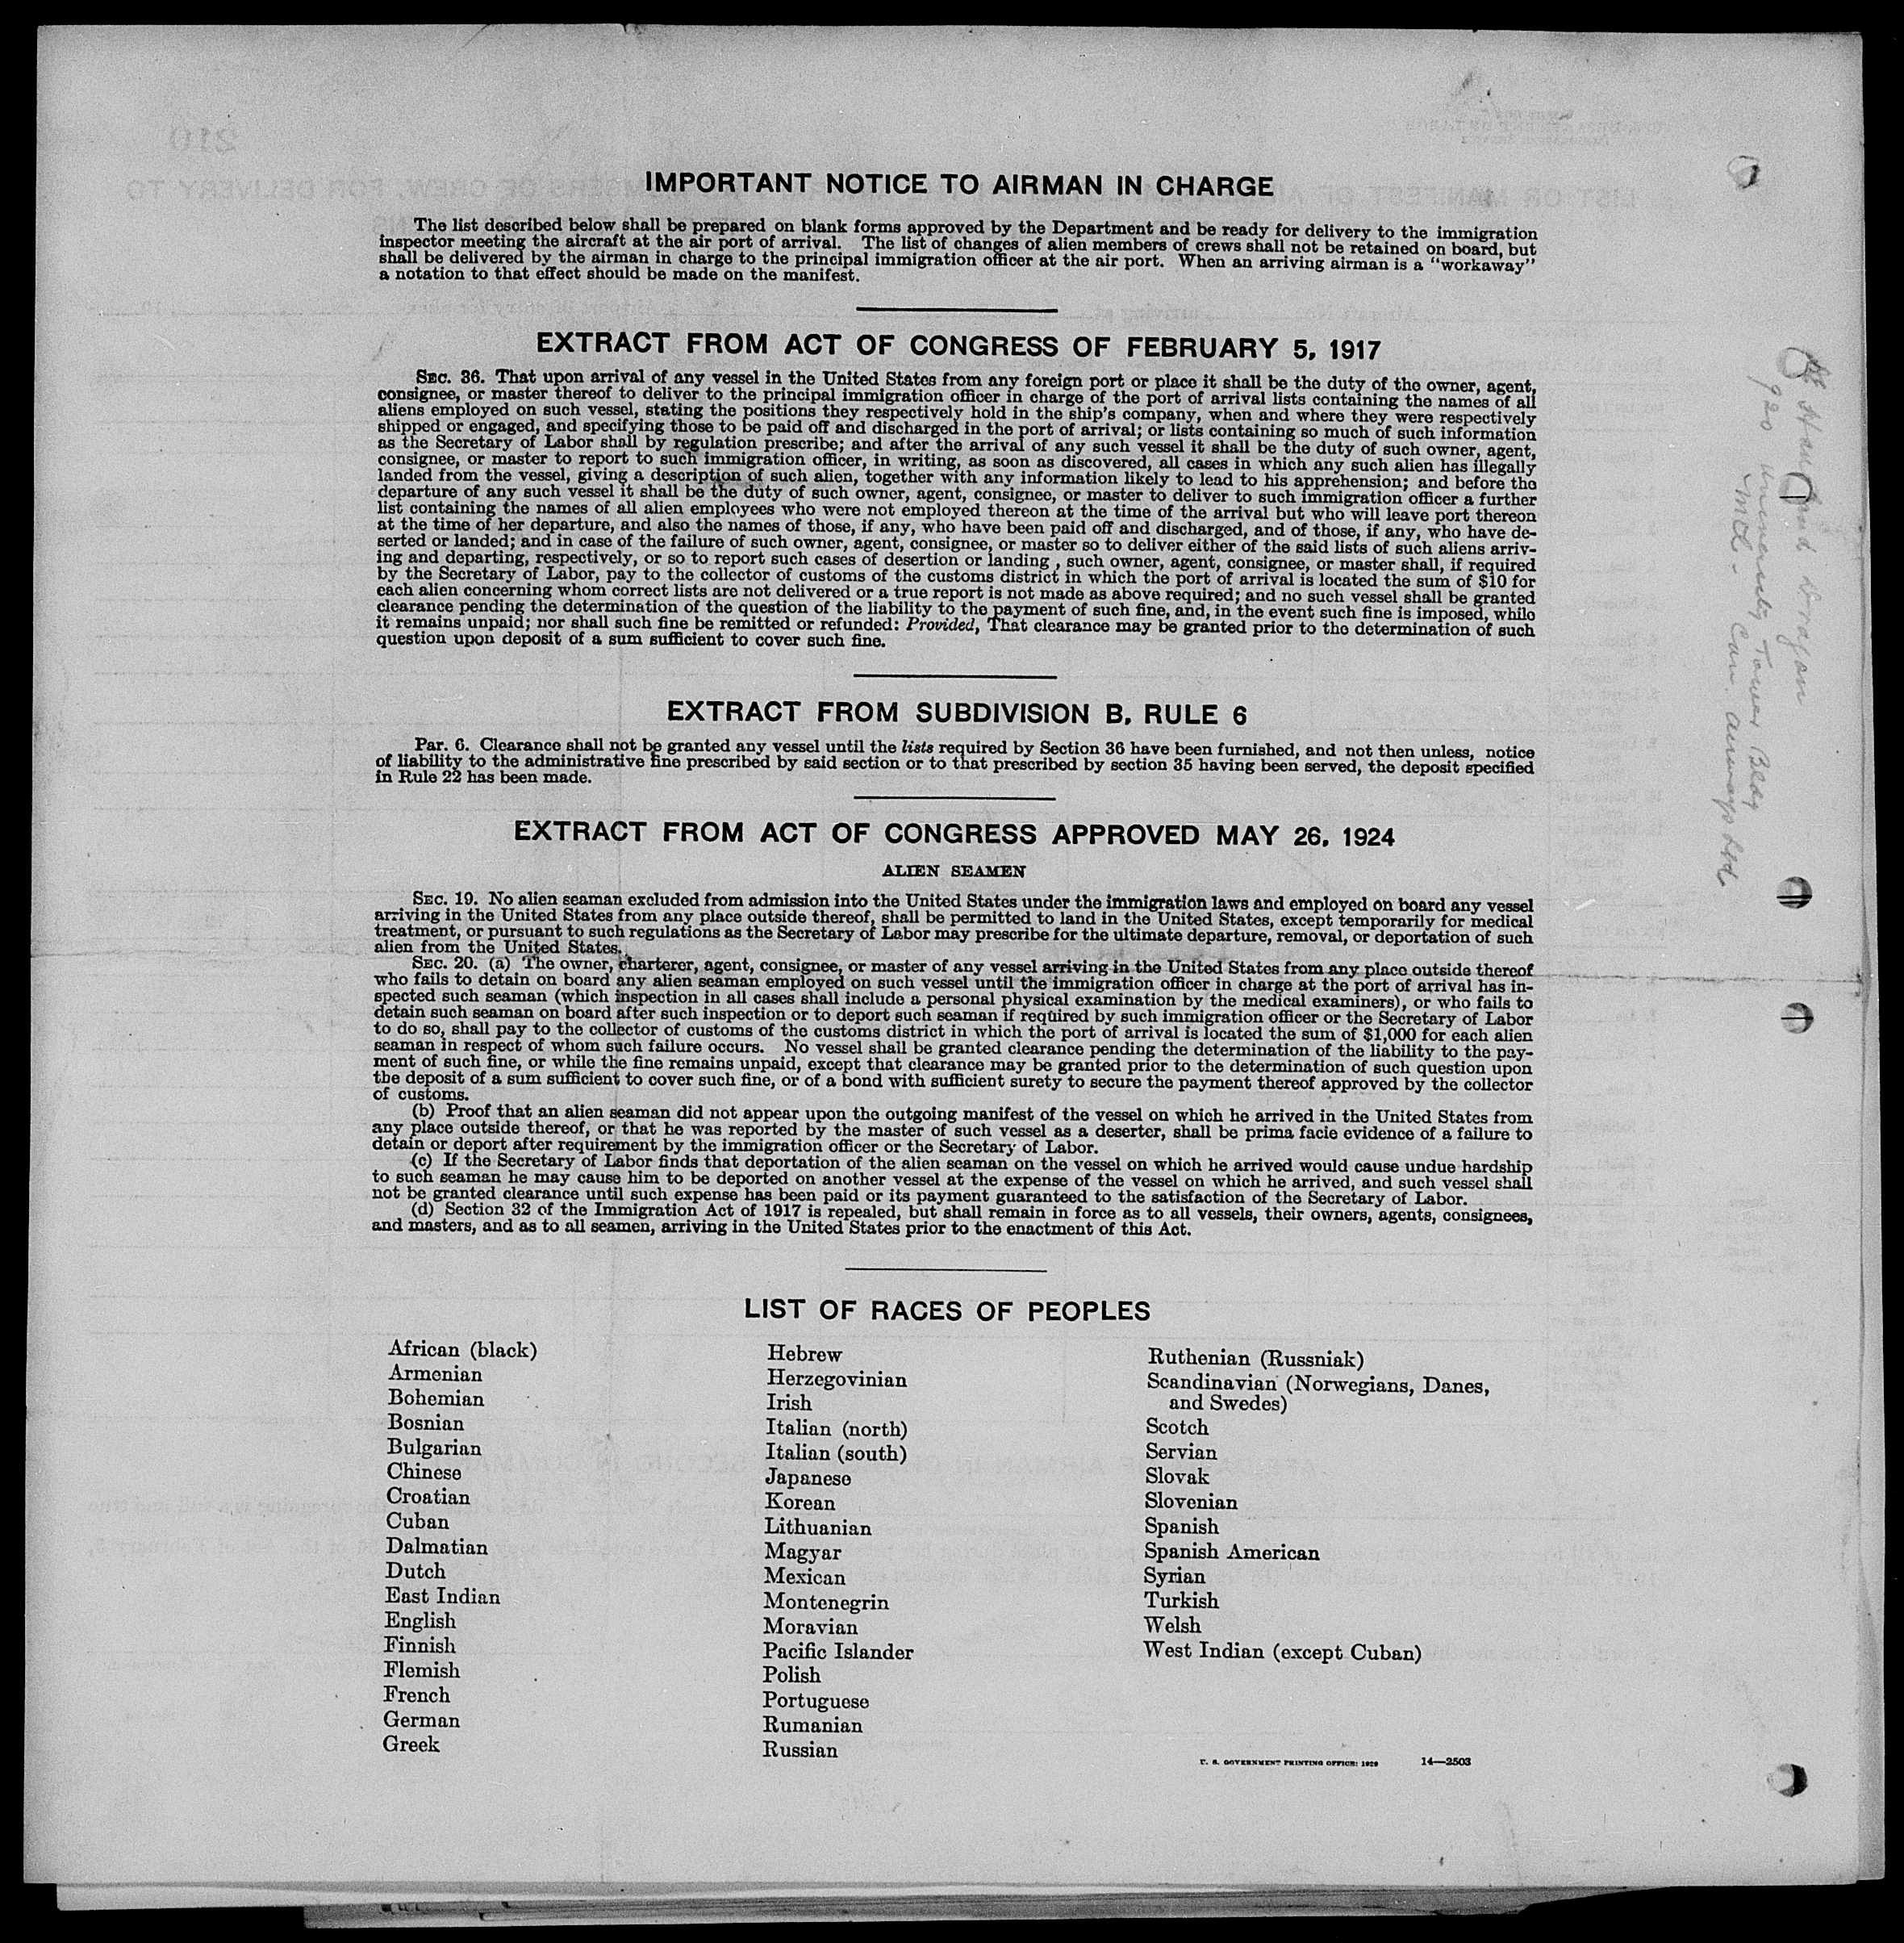 IMPORTANT NOTICE TO AIRMAN IN CHARGE
The list described below shall be prepared on blank forms approved by the Department and be ready for delivery to the immigration
inspector meeting the aircraft at the air port of arrival. The list of changes of alien members of crews shall not be retained on board, but
shall be delivered by the airman in charge to the principal immigration officer at the air port. When an arriving airman is a "workaway"
a notation to that effect should be made on the manifest.
EXTRACT FROM ACT OF CONGRESS OF FEBRUARY 5, 1917
SEC. 36. That upon arrival of any vessel in the United States from any foreign port or place it shall be the duty of the owner, agent,
consignee, or master thereof to deliver to the principal immigration officer in charge of the port of arrival lists containing the names of all
aliens employed on such vessel, stating the positions they respectively hold in the ship's company, when and where they were respectively
shipped or engaged, and specifying those to be paid off and discharged in the port of arrival; or lists containing so much of such information
as the Secretary of Labor shall by regulation prescribe; and after the arrival of any such vessel it shall be the duty of such owner, agent,
consignee, or master to report to such immigration officer, in writing, as soon as discovered, all cases in which any such alien has illegally
landed from the vessel, giving a description of such alien, together with any information likely to lead to his apprehension; and before the
departure of any such vessel it shall be the duty of such owner, agent, consignee, or master to deliver to such immigration officer a further
list containing the names of all alien employees who were not employed thereon at the time of the arrival but who will leave port thereon
at the time of her departure, and also the names of those, if any, who have been paid off and discharged, and of those, if any, who have de-
serted or landed; and in case of the failure of such owner, agent, consignee, or master so to deliver either of the said lists of such aliens arriv-
ing and departing, respectively, or so to report such cases of desertion or landing , such owner, agent, consignee, or master shall, if required
by the Secretary of Labor, pay to the collector of customs of the customs district in which the port of arrival is located the sum of $10 for
each alien concerning whom correct lists are not delivered or a true report is not made as above required; and no such vessel shall be granted
clearance pending the determination of the question of the liability to the payment of such fine, and, in the event such fine is imposed, while
it remains unpaid; nor shall such fine be remitted or refunded: Provided, That clearance may be granted prior to the determination of such
question upon deposit of a sum sufficient to cover such fine.
EXTRACT FROM SUBDIVISION B, RULE 6
Par. 6. Clearance shall not be granted any vessel until the lists required by Section 36 have been furnished, and not then unless, notice
of liability to the administrative fine prescribed by said section or to that prescribed by section 35 having been served, the deposit specified
in Rule 22 has been made.
EXTRACT FROM ACT OF CONGRESS APPROVED MAY 26, 1924
ALIEN SEAMEN
SEC. 19. No alien seaman excluded from admission into the United States under the immigration laws and employed on board any vessel
arriving in the United States from any place outside thereof, shall be permitted to land in the United States, except temporarily for medical
treatment, or pursuant to such regulations as the Secretary of Labor may prescribe for the ultimate departure, removal, or deportation of such
alien from the United States.
SEC. 20. (a) The owner, charterer, agent, consignee, or master of any vessel arriving in the United States from any place outside thereof
who fails to detain on board any alien seaman employed on such vessel until the immigration officer in charge at the port of arrival has in-
spected such seaman (which inspection in all cases shall include a personal physical examination by the medical examiners), or who fails to
detain such seaman on board after such inspection or to deport such seaman if required by such immigration officer or the Secretary of Labor
to do so, shall pay to the collector of customs of the customs district in which the port of arrival is located the sum of $1,000 for each alien
seaman in respect of whom such failure occurs. No vessel shall be granted clearance pending the determination of the liability to the pay-
ment of such fine, or while the fine remains unpaid, except that clearance may be granted prior to the determination of such question upon
the deposit of a sum sufficient to cover such fine, or of a bond with sufficient surety to secure the payment thereof approved by the collector
of customs.
(b) Proof that an alien seaman did not appear upon the outgoing manifest of the vessel on which he arrived in the United States from
any place outside thereof, or that he was reported by the master of such vessel as a deserter, shall be prima facie evidence of a failure to
detain or deport after requirement by the immigration officer or the Secretary of Labor.
(c) If the Secretary of Labor finds that deportation of the alien seaman on the vessel on which he arrived would cause undue hardship
to such seaman he may cause him to be deported on another vessel at the expense of the vessel on which he arrived, and such vessel shall
not be granted clearance until such expense has been paid or its payment guaranteed to the satisfaction of the Secretary of Labor.
(d) Section 32 of the Immigration Act of 1917 is repealed, but shall remain in force as to all vessels, their owners, agents, consignees,
and masters, and as to all seamen, arriving in the United States prior to the enactment of this Act.
LIST OF RACES OF PEOPLES
African (black)
Armenian
Bohemian
Bosnian
Bulgarian
Chinese
Croatian
Cuban
Dalmatian
Dutch
East Indian
English
Finnish
Flemish
French
German
Greek
Hebrew
Herzegovinian
Irish
Italian (north)
Italian (south)
Japanese
Korean
Lithuanian
Magyar
Mexican
Montenegrin
Moravian
Pacific Islander
Polish
Portuguese
Rumanian
Russian
Ruthenian (Russniak)
Scandinavian (Norwegians, Danes,
and Swedes)
Scotch
Servian
Slovak
Slovenian
Spanish
Spanish American
Syrian
Turkish
Welsh
West Indian (except Cuban)
U. S. GOVERNMENT PRINTING OFFICE: 1929 14—2503
Dragon
920 University Tower Bldg
Can. Airways Ltd
210